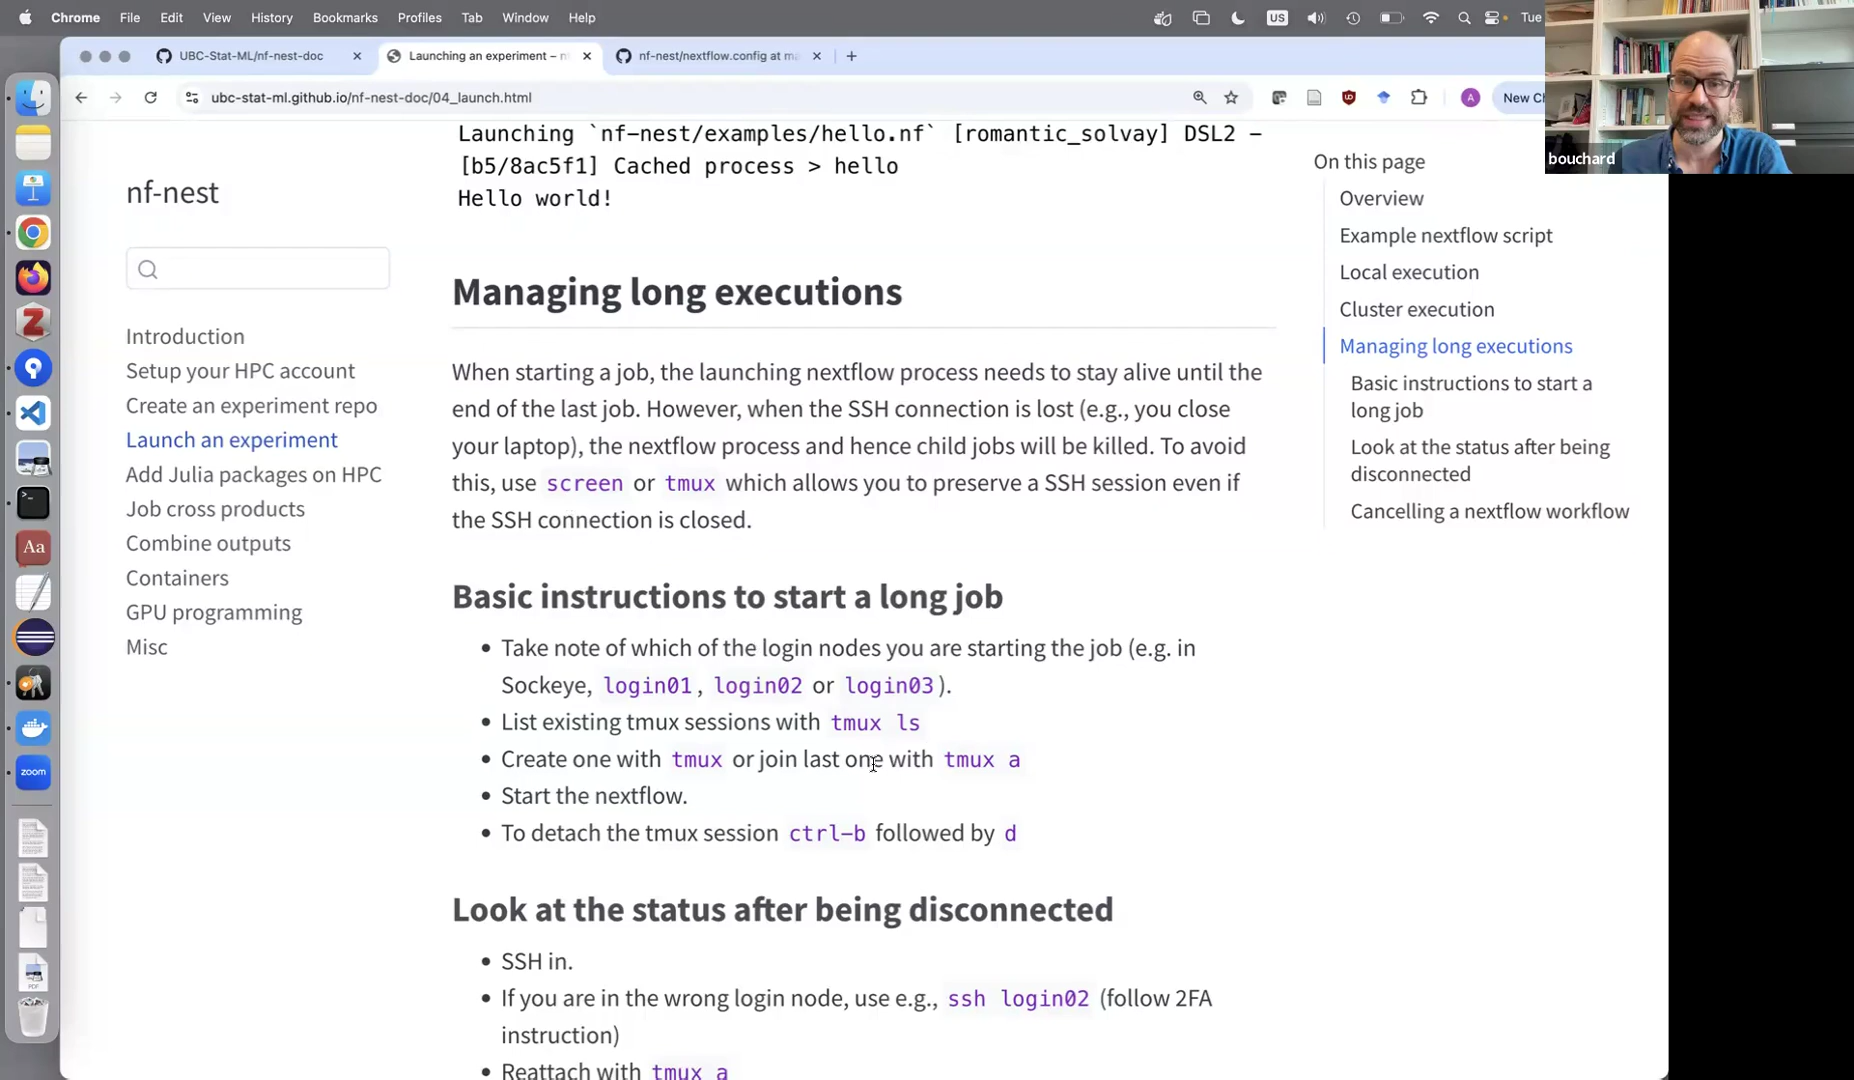 Chrome File Edit View History Bookmarks Profiles Tab Window Help
US
Tue
UBC-Stat-ML/nf-nest-doc
Launching an experiment – n
nf-nest/nextflow.config at ma
ubc-stat-ml.github.io/nf-nest-doc/04_launch.html
A
New Ch
bouchard
nf-nest
Introduction
Setup your HPC account
Create an experiment repo
Launch an experiment
Add Julia packages on HPC
Job cross products
Combine outputs
Containers
GPU programming
Misc
Launching `nf-nest/examples/hello.nf` [romantic_solvay] DSL2 –
[b5/8ac5f1] Cached process > hello
Hello world!
Managing long executions
When starting a job, the launching nextflow process needs to stay alive until the
end of the last job. However, when the SSH connection is lost (e.g., you close
your laptop), the nextflow process and hence child jobs will be killed. To avoid
this, use screen or tmux which allows you to preserve a SSH session even if
the SSH connection is closed.
Basic instructions to start a long job
• Take note of which of the login nodes you are starting the job (e.g. in
Sockeye, login01, login02 or login03).
• List existing tmux sessions with tmux ls
• Create one with tmux or join last one with tmux a
• Start the nextflow.
• To detach the tmux session ctrl-b followed by d
Look at the status after being disconnected
• SSH in.
• If you are in the wrong login node, use e.g., ssh login02 (follow 2FA
instruction)
• Reattach with tmux a
On this page
Overview
Example nextflow script
Local execution
Cluster execution
Managing long executions
Basic instructions to start a
long job
Look at the status after being
disconnected
Cancelling a nextflow workflow
Aa
zoom
PDF